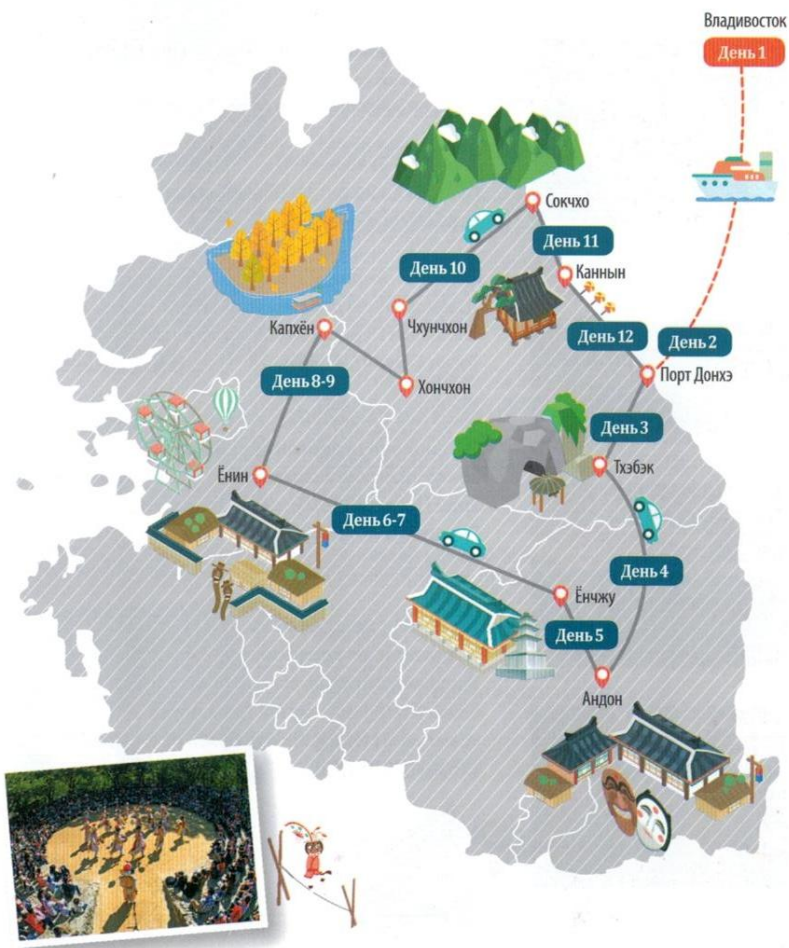 Владивосток
День 1
Сокчхо
День 11
День 10
Каннын
Чхунчхон
Капхён
День 12
День 2
Порт Донхэ
День 8-9
Хончхон
День 3
Тхэбэк
Ёнин
День 6-7
День 4
Ёнчжу
День 5
Андон